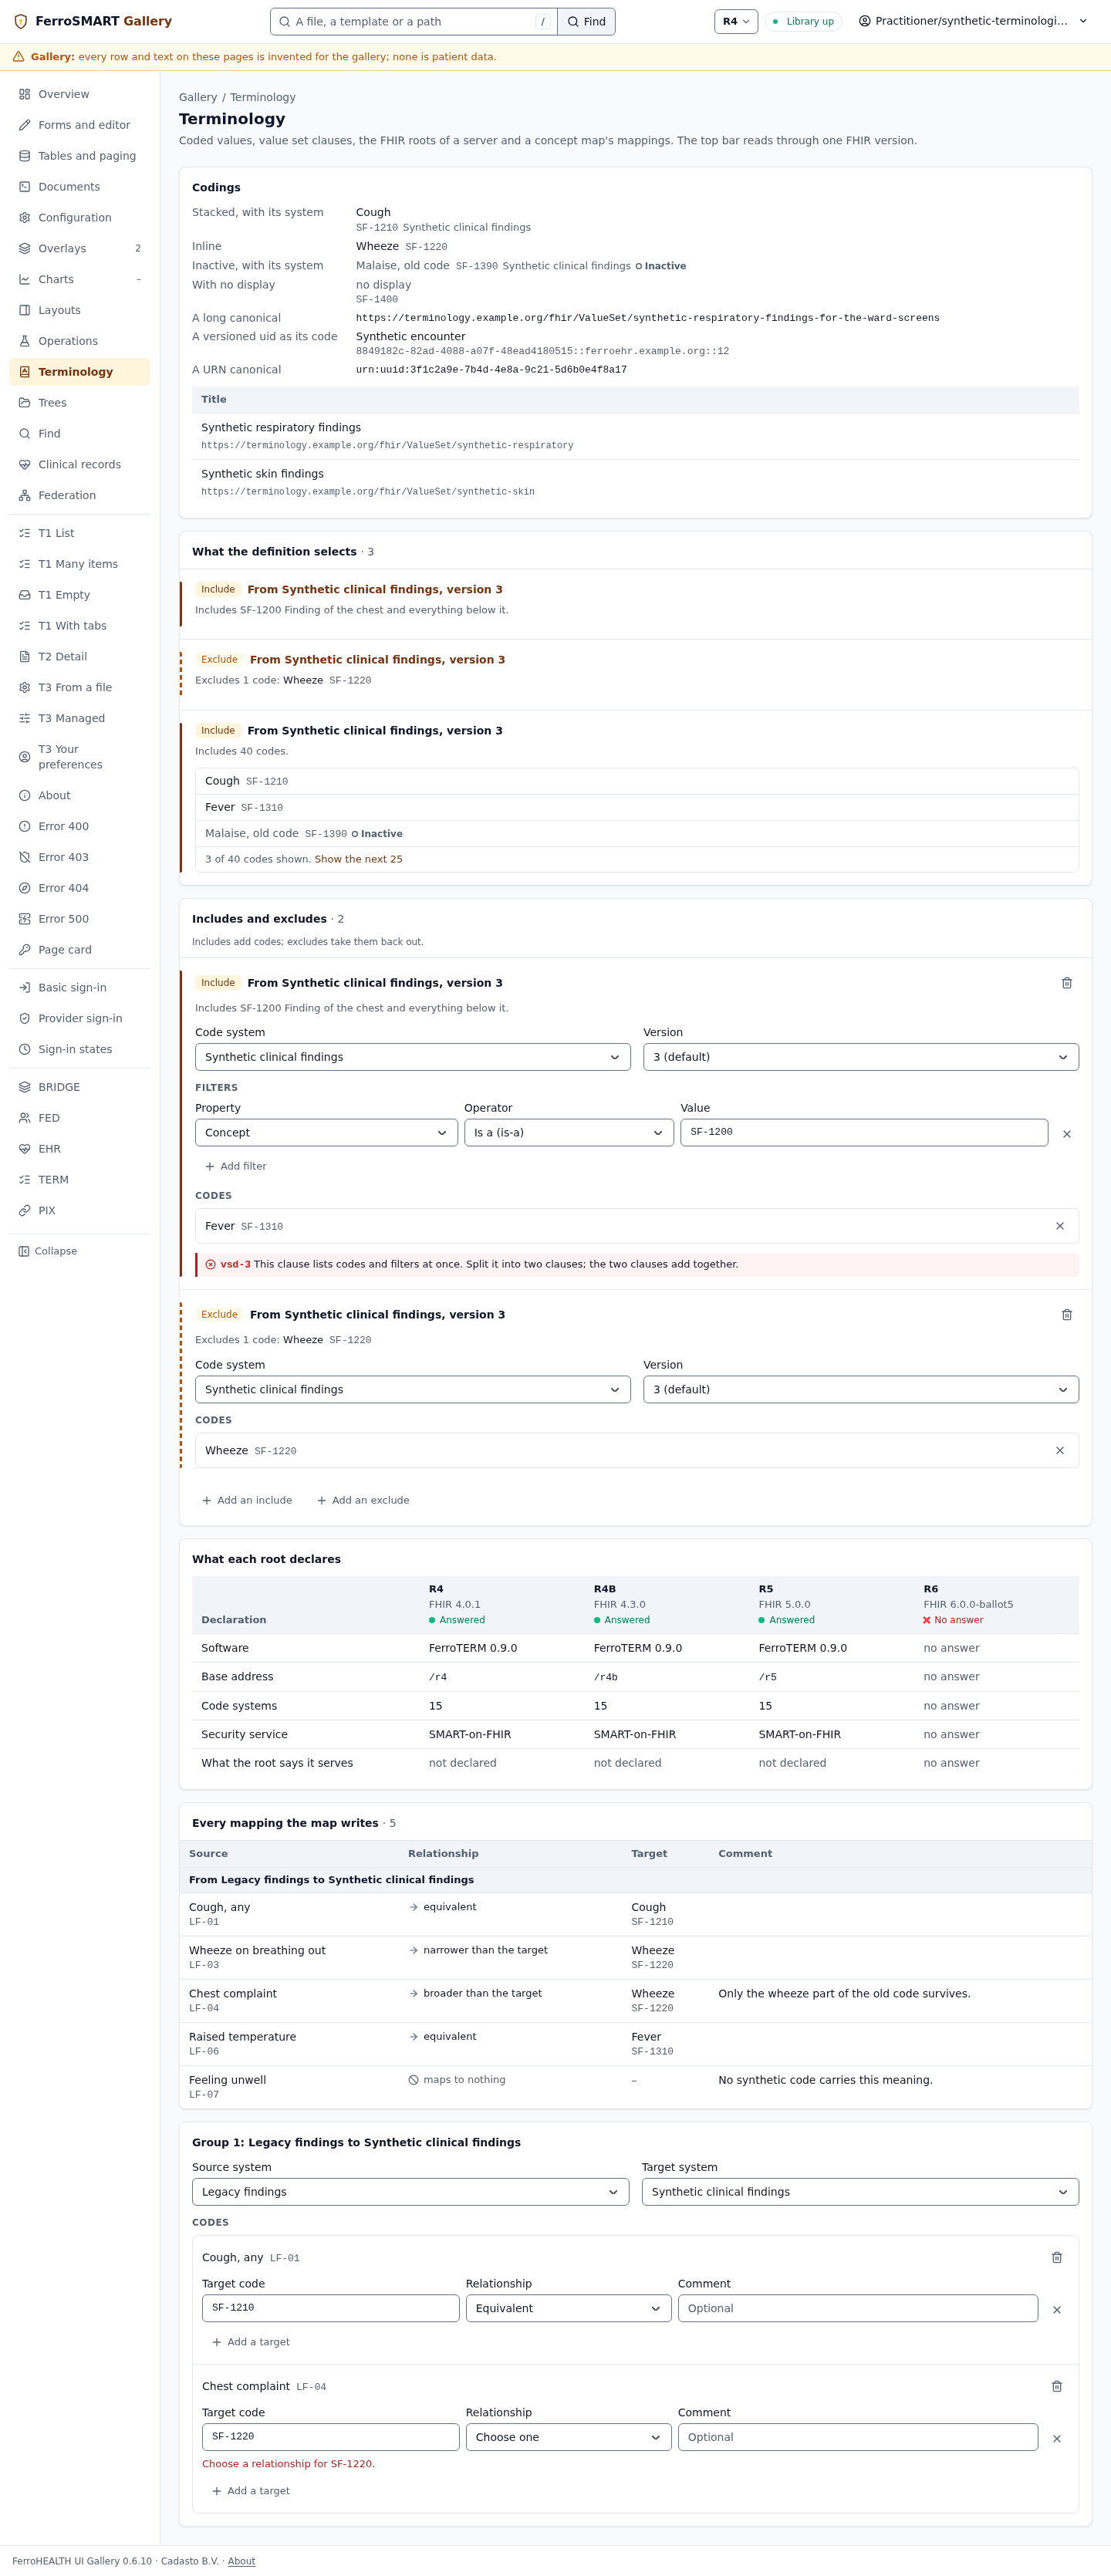 FerroSMART Gallery
A file, a template or a path
/
Find
R4
Library up
Practitioner/synthetic-terminologi…
Gallery: every row and text on these pages is invented for the gallery; none is patient data.
Overview
Forms and editor
Tables and paging
Documents
Configuration
Overlays 2
Charts –
Layouts
Operations
Terminology
Trees
Find
Clinical records
Federation
T1 List
T1 Many items
T1 Empty
T1 With tabs
T2 Detail
T3 From a file
T3 Managed
T3 Your
preferences
About
Error 400
Error 403
Error 404
Error 500
Page card
Basic sign-in
Provider sign-in
Sign-in states
BRIDGE
FED
EHR
TERM
PIX
Collapse
Gallery / Terminology
Terminology
Coded values, value set clauses, the FHIR roots of a server and a concept map's mappings. The top bar reads through one FHIR version.
Codings
Stacked, with its system Cough
SF-1210 Synthetic clinical findings
Inline Wheeze SF-1220
Inactive, with its system Malaise, old code SF-1390 Synthetic clinical findings Inactive
With no display no display
SF-1400
A long canonical https://terminology.example.org/fhir/ValueSet/synthetic-respiratory-findings-for-the-ward-screens
A versioned uid as its code Synthetic encounter
8849182c-82ad-4088-a07f-48ead4180515::ferroehr.example.org::12
A URN canonical urn:uuid:3f1c2a9e-7b4d-4e8a-9c21-5d6b0e4f8a17
Title
Synthetic respiratory findings
https://terminology.example.org/fhir/ValueSet/synthetic-respiratory
Synthetic skin findings
https://terminology.example.org/fhir/ValueSet/synthetic-skin
What the definition selects · 3
Include From Synthetic clinical findings, version 3
Includes SF-1200 Finding of the chest and everything below it.
Exclude From Synthetic clinical findings, version 3
Excludes 1 code: Wheeze SF-1220
Include From Synthetic clinical findings, version 3
Includes 40 codes.
Cough SF-1210
Fever SF-1310
Malaise, old code SF-1390 Inactive
3 of 40 codes shown. Show the next 25
Includes and excludes · 2
Includes add codes; excludes take them back out.
Include From Synthetic clinical findings, version 3
Includes SF-1200 Finding of the chest and everything below it.
Code system Version
Synthetic clinical findings 3 (default)
FILTERS
Property Operator Value
Concept Is a (is-a) SF-1200
Add filter
CODES
Fever SF-1310
vsd-3 This clause lists codes and filters at once. Split it into two clauses; the two clauses add together.
Exclude From Synthetic clinical findings, version 3
Excludes 1 code: Wheeze SF-1220
Code system Version
Synthetic clinical findings 3 (default)
CODES
Wheeze SF-1220
Add an include Add an exclude
What each root declares
R4 R4B R5 R6
FHIR 4.0.1 FHIR 4.3.0 FHIR 5.0.0 FHIR 6.0.0-ballot5
Declaration Answered Answered Answered No answer
Software FerroTERM 0.9.0 FerroTERM 0.9.0 FerroTERM 0.9.0 no answer
Base address /r4 /r4b /r5 no answer
Code systems 15 15 15 no answer
Security service SMART-on-FHIR SMART-on-FHIR SMART-on-FHIR no answer
What the root says it serves not declared not declared not declared no answer
Every mapping the map writes · 5
Source Relationship Target Comment
From Legacy findings to Synthetic clinical findings
Cough, any → equivalent Cough
LF-01 SF-1210
Wheeze on breathing out → narrower than the target Wheeze
LF-03 SF-1220
Chest complaint → broader than the target Wheeze Only the wheeze part of the old code survives.
LF-04 SF-1220
Raised temperature → equivalent Fever
LF-06 SF-1310
Feeling unwell maps to nothing – No synthetic code carries this meaning.
LF-07
Group 1: Legacy findings to Synthetic clinical findings
Source system Target system
Legacy findings Synthetic clinical findings
CODES
Cough, any LF-01
Target code Relationship Comment
SF-1210 Equivalent Optional
Add a target
Chest complaint LF-04
Target code Relationship Comment
SF-1220 Choose one Optional
Choose a relationship for SF-1220.
Add a target
FerroHEALTH UI Gallery 0.6.10 · Cadasto B.V. · About